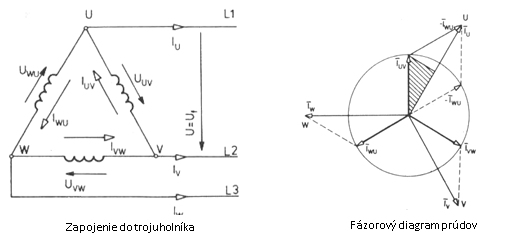 U
L1
I_U
U_WU
U_UV
I_UV
I_WU
U=U_f
W
I_VW
V
L2
U_VW
I_V
L3
I_W
Zapojenie do trojuholníka
-I_WU
U
I_U
I_UV
-I_WU
I_W
W
I_WU
I_VW
I_V
V
Fázorový diagram prúdov